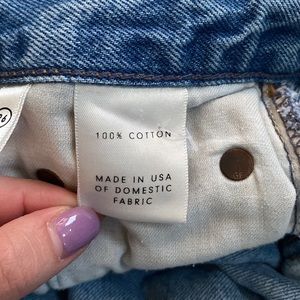 100% COTTON
MADE IN USA
OF DOMESTIC
FABRIC